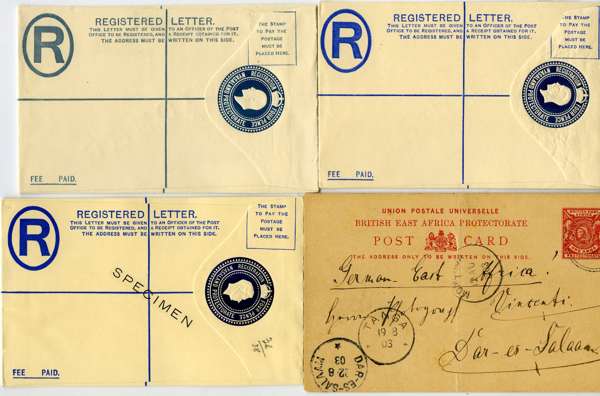 REGISTERED LETTER.
THIS LETTER MUST BE GIVEN TO AN OFFICER OF THE POST
OFFICE TO BE REGISTERED, AND A RECEIPT OBTAINED FOR IT.
THE ADDRESS MUST BE WRITTEN ON THIS SIDE.
THE STAMP
TO PAY THE
POSTAGE
MUST BE
PLACED HERE.
R
FEE PAID.
REGISTERED LETTER.
THIS LETTER MUST BE GIVEN TO AN OFFICER OF THE POST
OFFICE TO BE REGISTERED, AND A RECEIPT OBTAINED FOR IT.
THE ADDRESS MUST BE WRITTEN ON THIS SIDE.
THE STAMP
TO PAY THE
POSTAGE
MUST BE
PLACED HERE.
R
FEE PAID.
REGISTERED LETTER.
THIS LETTER MUST BE GIVEN TO AN OFFICER OF THE POST
OFFICE TO BE REGISTERED, AND A RECEIPT OBTAINED FOR IT.
THE ADDRESS MUST BE WRITTEN ON THIS SIDE.
THE STAMP
TO PAY THE
POSTAGE
MUST BE
PLACED HERE.
R
SPECIMEN
FEE PAID.
UNION POSTALE UNIVERSELLE
BRITISH EAST AFRICA PROTECTORATE
POST CARD
THE ADDRESS ONLY TO BE WRITTEN ON THIS SIDE.
German East Africa!
Herrn Vincenti
Dar-es-Salaam
TANGA
19 8
03
DAR-ES-SALAAM
22.8
03